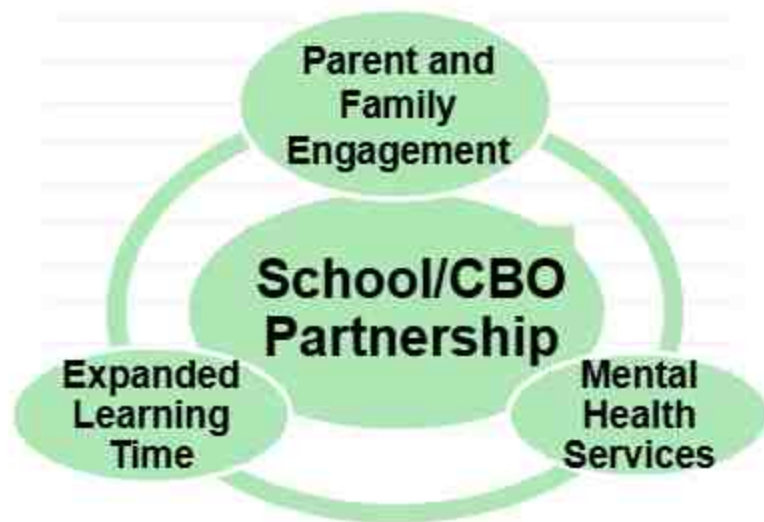 Parent and
Family
Engagement
School/CBO
Partnership
Expanded
Learning
Time
Mental
Health
Services